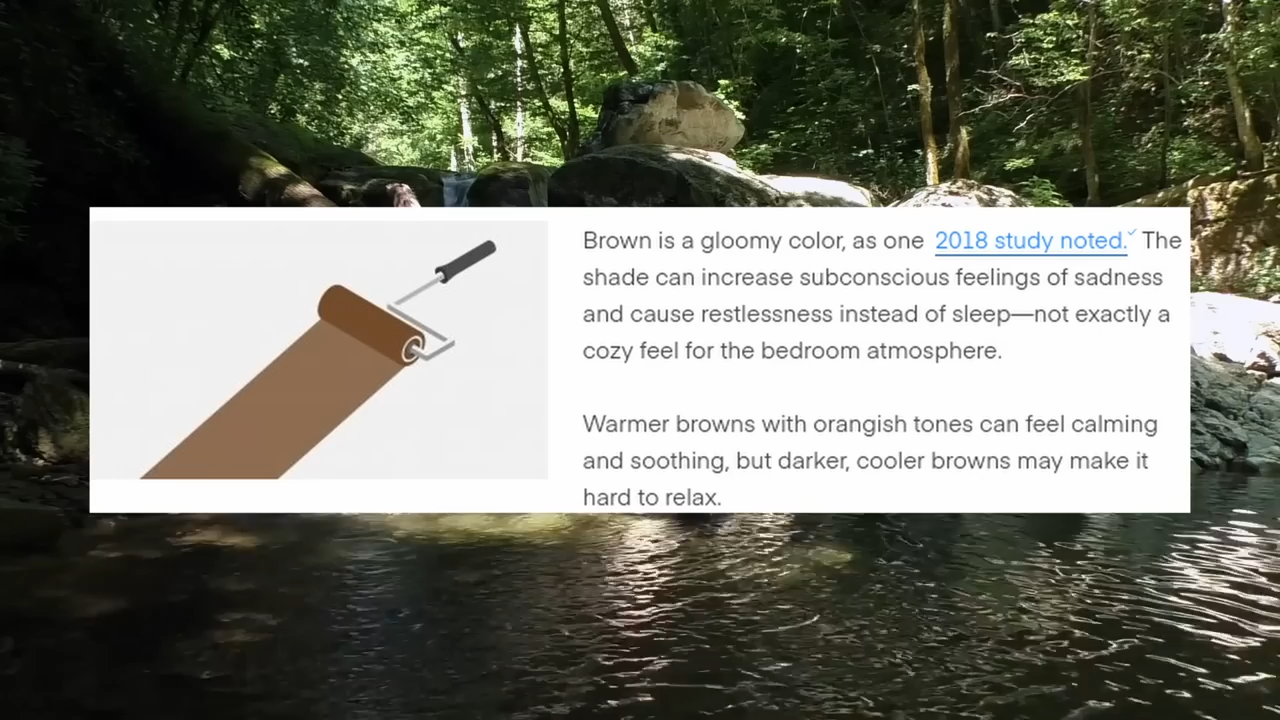 Brown is a gloomy color, as one 2018 study noted. The
shade can increase subconscious feelings of sadness
and cause restlessness instead of sleep—not exactly a
cozy feel for the bedroom atmosphere.
Warmer browns with orangish tones can feel calming
and soothing, but darker, cooler browns may make it
hard to relax.